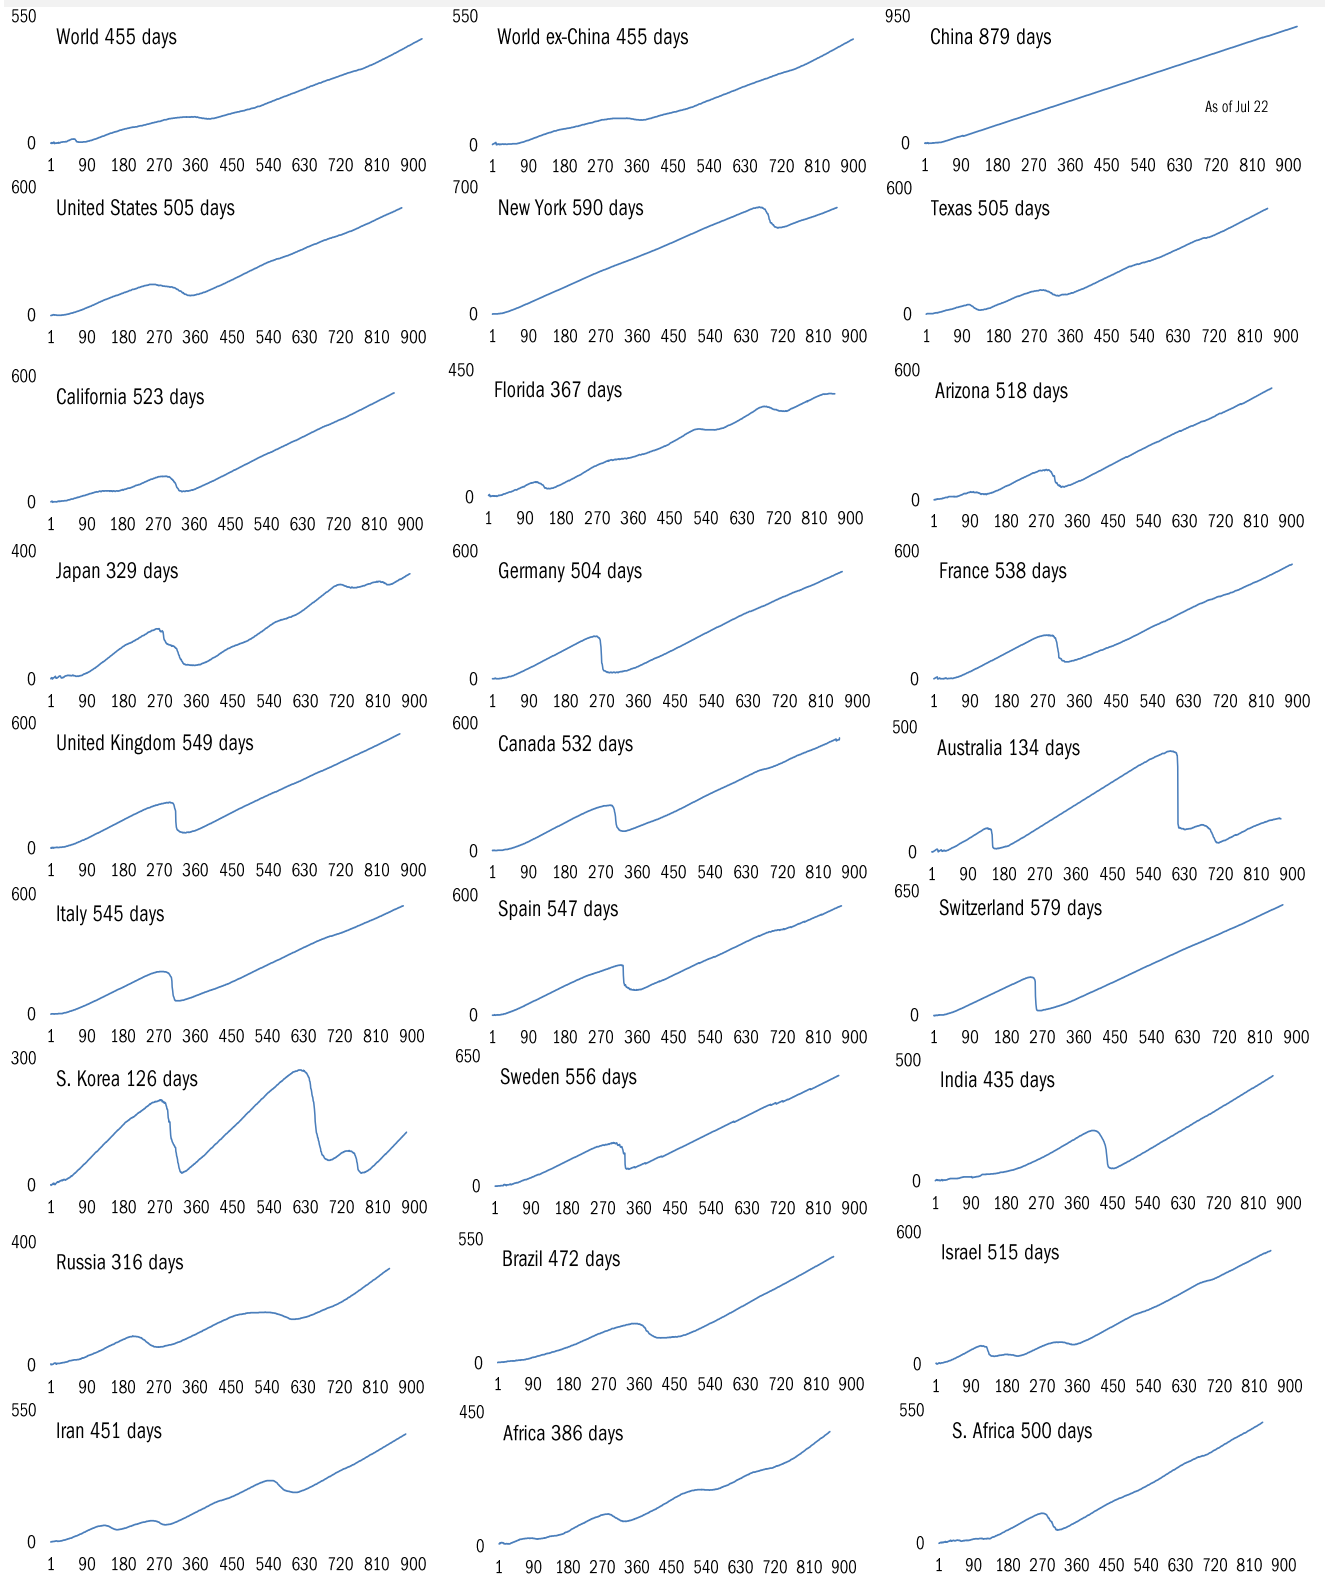 550
World 455 days
0
1 90 180 270 360 450 540 630 720 810 900
550
World ex-China 455 days
0
1 90 180 270 360 450 540 630 720 810 900
950
China 879 days
As of Jul 22
0
1 90 180 270 360 450 540 630 720 810 900
600
United States 505 days
0
1 90 180 270 360 450 540 630 720 810 900
700
New York 590 days
0
1 90 180 270 360 450 540 630 720 810 900
600
Texas 505 days
0
1 90 180 270 360 450 540 630 720 810 900
600
California 523 days
0
1 90 180 270 360 450 540 630 720 810 900
450
Florida 367 days
0
1 90 180 270 360 450 540 630 720 810 900
600
Arizona 518 days
0
1 90 180 270 360 450 540 630 720 810 900
400
Japan 329 days
0
1 90 180 270 360 450 540 630 720 810 900
600
Germany 504 days
0
1 90 180 270 360 450 540 630 720 810 900
600
France 538 days
0
1 90 180 270 360 450 540 630 720 810 900
600
United Kingdom 549 days
0
1 90 180 270 360 450 540 630 720 810 900
600
Canada 532 days
0
1 90 180 270 360 450 540 630 720 810 900
500
Australia 134 days
0
1 90 180 270 360 450 540 630 720 810 900
600
Italy 545 days
0
1 90 180 270 360 450 540 630 720 810 900
600
Spain 547 days
0
1 90 180 270 360 450 540 630 720 810 900
650
Switzerland 579 days
0
1 90 180 270 360 450 540 630 720 810 900
300
S. Korea 126 days
0
1 90 180 270 360 450 540 630 720 810 900
650
Sweden 556 days
0
1 90 180 270 360 450 540 630 720 810 900
500
India 435 days
0
1 90 180 270 360 450 540 630 720 810 900
400
Russia 316 days
0
1 90 180 270 360 450 540 630 720 810 900
550
Brazil 472 days
0
1 90 180 270 360 450 540 630 720 810 900
600
Israel 515 days
0
1 90 180 270 360 450 540 630 720 810 900
550
Iran 451 days
0
1 90 180 270 360 450 540 630 720 810 900
450
Africa 386 days
0
1 90 180 270 360 450 540 630 720 810 900
550
S. Africa 500 days
0
1 90 180 270 360 450 540 630 720 810 900